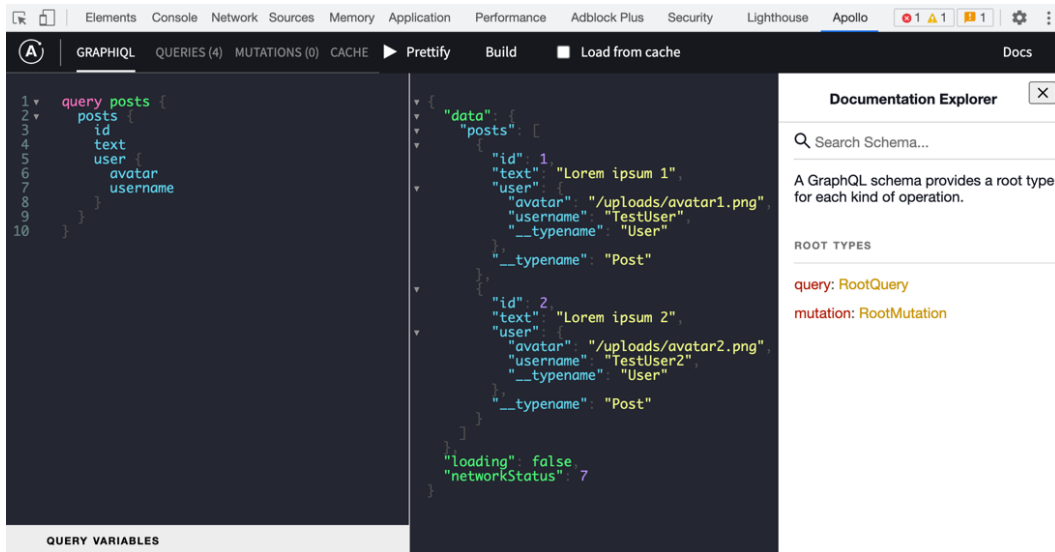 Elements Console Network Sources Memory Application Performance Adblock Plus Security Lighthouse Apollo 1 1 1
A GRAPHIQL QUERIES (4) MUTATIONS (0) CACHE Prettify Build Load from cache Docs
1 query posts {
2 posts {
3 id
4 text
5 user {
6 avatar
7 username
8 }
9 }
10 }
QUERY VARIABLES
{
"data": {
"posts": [
{
"id": 1,
"text": "Lorem ipsum 1",
"user": {
"avatar": "/uploads/avatar1.png",
"username": "TestUser",
"__typename": "User"
},
"__typename": "Post"
},
{
"id": 2,
"text": "Lorem ipsum 2",
"user": {
"avatar": "/uploads/avatar2.png",
"username": "TestUser2",
"__typename": "User"
},
"__typename": "Post"
}
]
},
"loading": false,
"networkStatus": 7
}
Documentation Explorer
Search Schema...
A GraphQL schema provides a root type
for each kind of operation.
ROOT TYPES
query: RootQuery
mutation: RootMutation